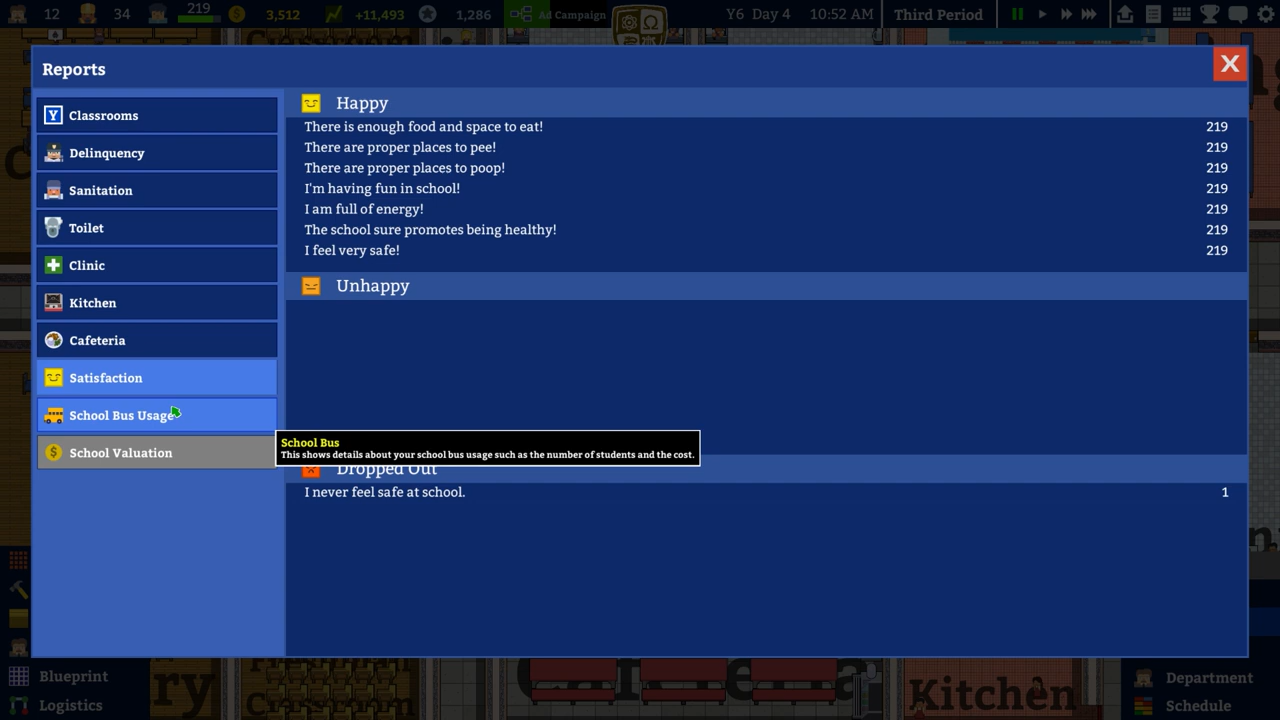 12 34 219 3,512 +11,493 1,286 Ad Campaign Y6 Day 4 10:52 AM Third Period
Reports
X
Classrooms
Delinquency
Sanitation
Toilet
Clinic
Kitchen
Cafeteria
Satisfaction
School Bus Usage
School Valuation
Happy
There is enough food and space to eat! 219
There are proper places to pee! 219
There are proper places to poop! 219
I'm having fun in school! 219
I am full of energy! 219
The school sure promotes being healthy! 219
I feel very safe! 219
Unhappy
School Bus
This shows details about your school bus usage such as the number of students and the cost.
Dropped Out
I never feel safe at school. 1
Blueprint
Logistics
Kitchen
Department
Schedule